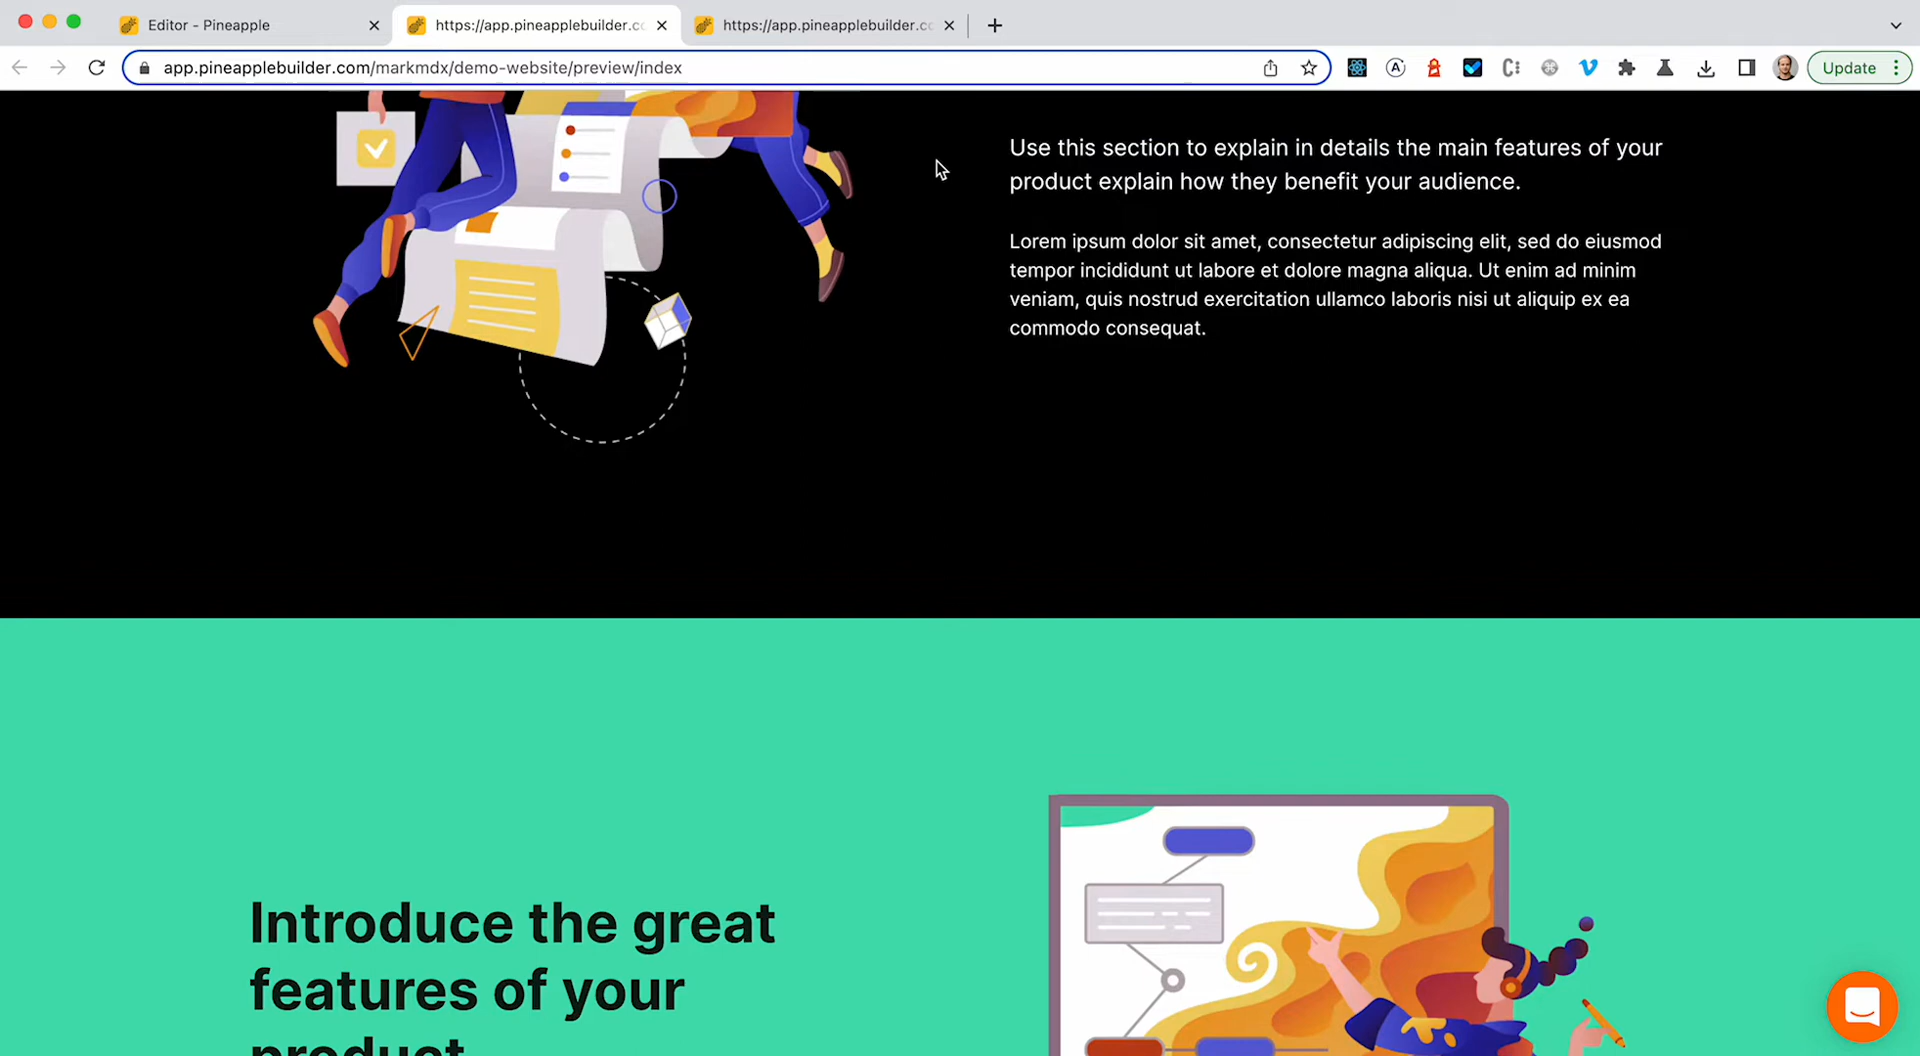 Editor - Pineapple
https://app.pineapplebuilder.co
https://app.pineapplebuilder.co
app.pineapplebuilder.com/markmdx/demo-website/preview/index
Update
Use this section to explain in details the main features of your
product explain how they benefit your audience.
Lorem ipsum dolor sit amet, consectetur adipiscing elit, sed do eiusmod
tempor incididunt ut labore et dolore magna aliqua. Ut enim ad minim
veniam, quis nostrud exercitation ullamco laboris nisi ut aliquip ex ea
commodo consequat.
Introduce the great
features of your
product